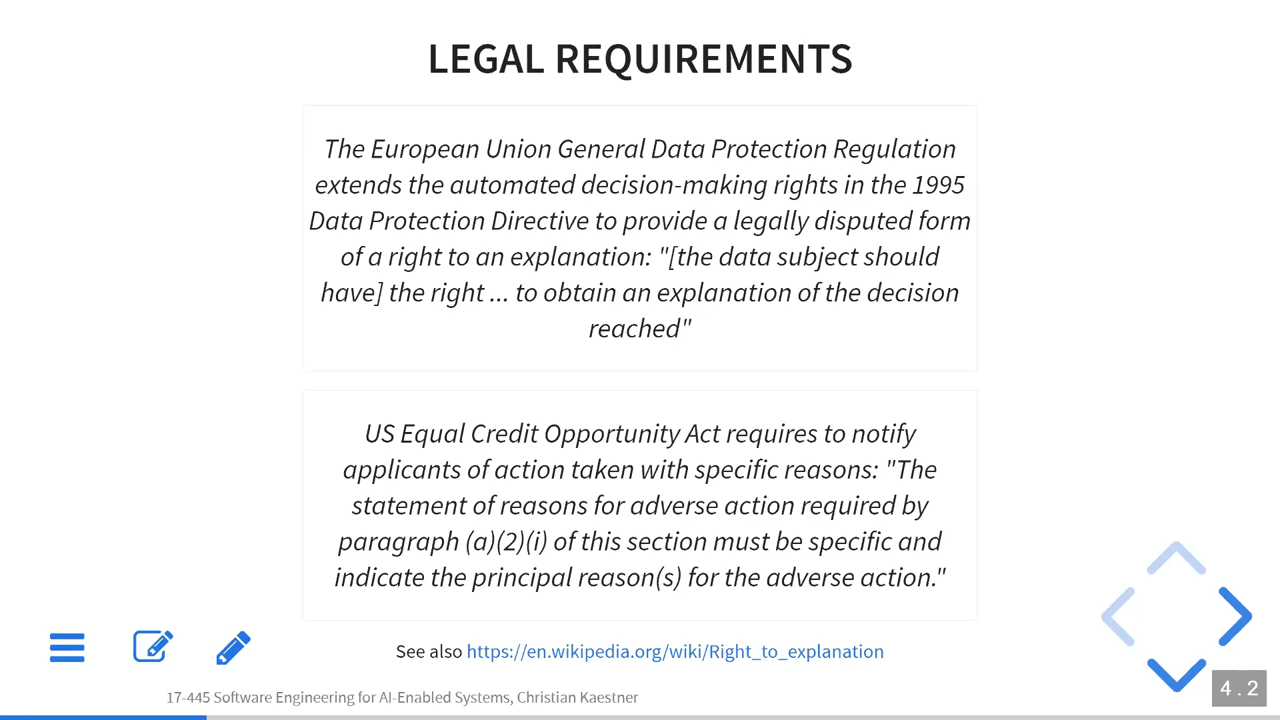 LEGAL REQUIREMENTS
The European Union General Data Protection Regulation
extends the automated decision-making rights in the 1995
Data Protection Directive to provide a legally disputed form
of a right to an explanation: "[the data subject should
have] the right ... to obtain an explanation of the decision
reached"
US Equal Credit Opportunity Act requires to notify
applicants of action taken with specific reasons: "The
statement of reasons for adverse action required by
paragraph (a)(2)(i) of this section must be specific and
indicate the principal reason(s) for the adverse action."
See also https://en.wikipedia.org/wiki/Right_to_explanation
17-445 Software Engineering for AI-Enabled Systems, Christian Kaestner
4 . 2